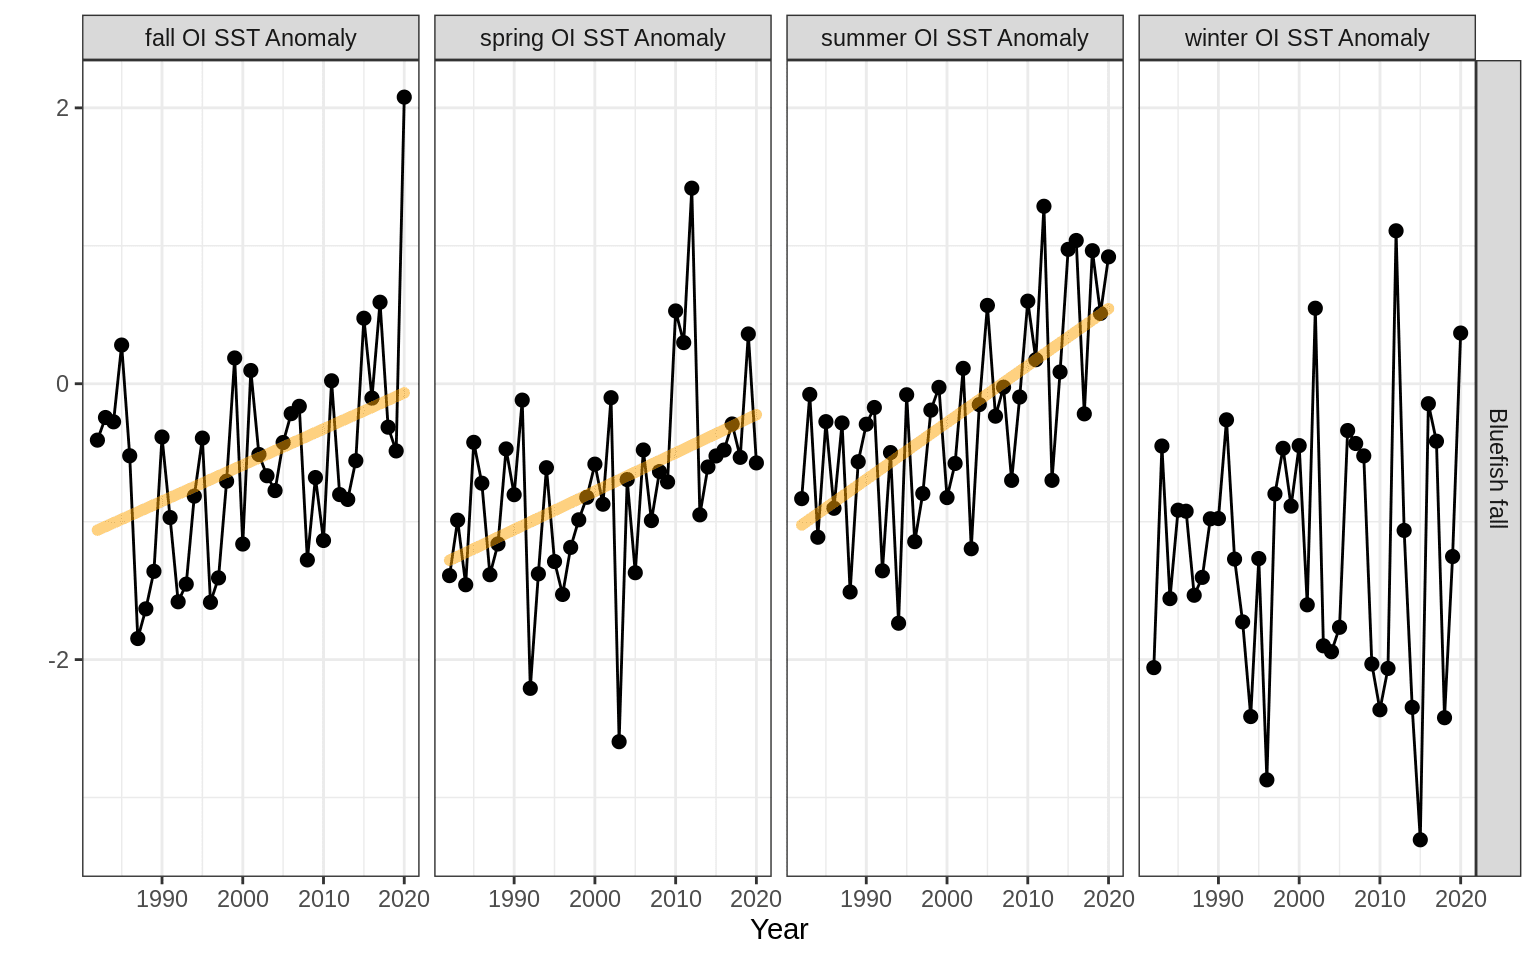 fall OI SST Anomaly
spring OI SST Anomaly
summer OI SST Anomaly
winter OI SST Anomaly
2
0
-2
Bluefish fall
1990 2000 2010 2020
1990 2000 2010 2020
1990 2000 2010 2020
1990 2000 2010 2020
Year